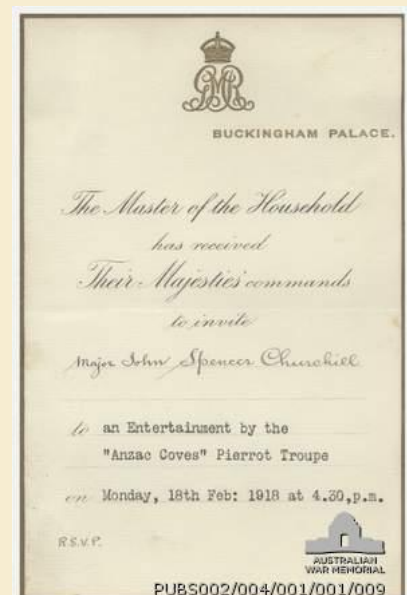 GMR
BUCKINGHAM PALACE.
The Master of the Household
has received
Their Majesties' commands
to invite
Major John Spencer Churchill
to an Entertainment by the
"Anzac Coves" Pierrot Troupe
on Monday, 18th Feb: 1918 at 4.30,p.m.
R.S.V.P.
AUSTRALIAN
WAR MEMORIAL
PUBS002/004/001/001/009